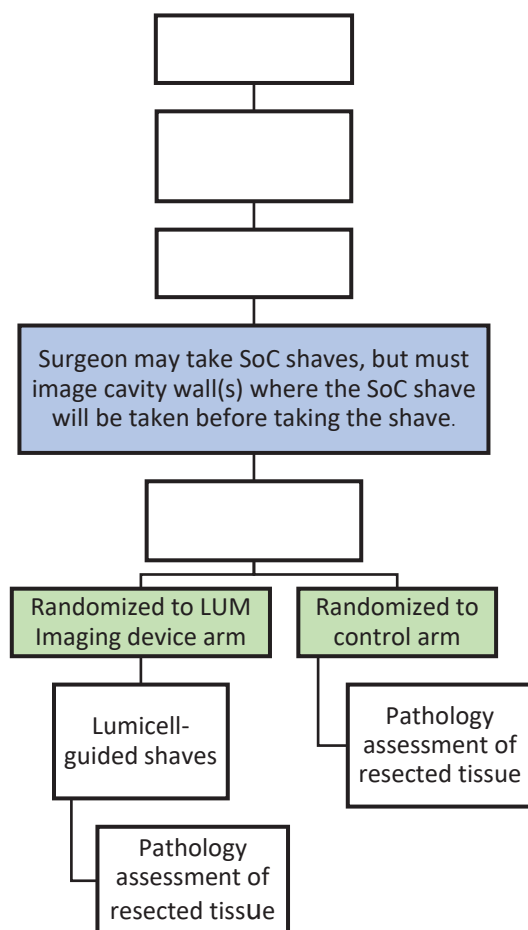 Surgeon may take SoC shaves, but must
image cavity wall(s) where the SoC shave
will be taken before taking the shave.
Randomized to LUM
Imaging device arm
Randomized to
control arm
Lumicell-
guided shaves
Pathology
assessment of
resected tissue
Pathology
assessment of
resected tissue